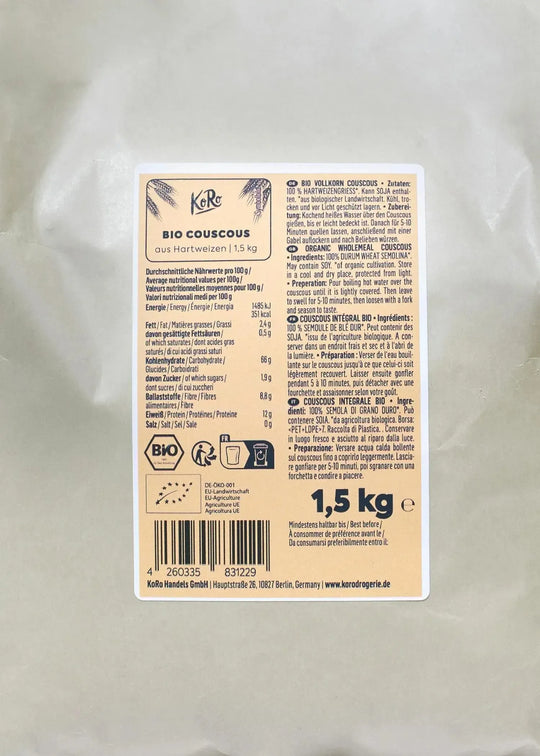 KoRo
BIO COUSCOUS
aus Hartweizen | 1,5 kg
Durchschnittliche Nährwerte pro 100 g /
Average nutritional values per 100g /
Valeurs nutritionnelles moyennes pour 100 g /
Valori nutrizionali medi per 100 g
Energie / Energy / Énergie / Energia 1485 kJ
351 kcal
Fett / Fat / Matières grasses / Grassi 2,4 g
davon gesättigte Fettsäuren / 0,5 g
of which saturates / dont acides gras
saturés / di cui acidi grassi saturi
Kohlenhydrate / Carbohydrate / 66 g
Glucides / Carboidrati
davon Zucker / of which sugars / 1,9 g
dont sucres / di cui zuccheri
Ballaststoffe / Fibre / Fibres 8,8 g
alimentaires / Fibre
Eiweiß / Protein / Protéines / Proteine 12 g
Salz / Salt / Sel / Sale 0 g
BiO
FR
DE-ÖKO-001
EU-Landwirtschaft
EU-Agriculture
Agriculture UE
Agricoltura UE
4 260335 831229
DE BIO VOLLKORN COUSCOUS • Zutaten:
100 % HARTWEIZENGRIESS*. Kann SOJA enthal-
ten. *aus biologischer Landwirtschaft. Kühl, tro-
cken und vor Licht geschützt lagern. • Zuberei-
tung: Kochend heißes Wasser über den Couscous
gießen, bis er leicht bedeckt ist. Danach für 5-10
Minuten quellen lassen, anschließend mit einer
Gabel auflockern und nach Belieben würzen.
GB ORGANIC WHOLEMEAL COUSCOUS
• Ingredients: 100% DURUM WHEAT SEMOLINA*.
May contain SOY. *of organic cultivation. Store
in a cool and dry place, protected from light.
• Preparation: Pour boiling hot water over the
couscous until it is lightly covered. Then leave
to swell for 5-10 minutes, then loosen with a fork
and season to taste.
FR COUSCOUS INTÉGRAL BIO • Ingrédients :
100 % SEMOULE DE BLÉ DUR*. Peut contenir des
SOJA. *issu de l'agriculture biologique. A con-
server dans un endroit frais et sec et à l'abri de
la lumière. • Préparation : Verser de l'eau bouil-
lante sur le couscous jusqu'à ce que celui-ci soit
légèrement recouvert. Laisser ensuite gonfler
pendant 5 à 10 minutes, puis détacher avec une
fourchette et assaisonner selon votre goût.
IT COUSCOUS INTEGRALE BIO • Ingre-
dienti: 100% SEMOLA DI GRANO DURO*. Può
contenere SOIA. *da agricoltura biologica. Borsa:
<PET+LDPE>7. Raccolta di Plastica. . Conservare
in luogo fresco e asciutto al riparo dalla luce.
• Preparazione: Versare acqua calda bollente
sul couscous fino a coprirlo leggermente. Lascia-
re gonfiare per 5-10 minuti, poi sgranare con una
forchetta e condire a piacere.
1,5 kg e
Mindestens haltbar bis / Best before /
À consommer de préférence avant le /
Da consumarsi preferibilmente entro il:
KoRo Handels GmbH | Hauptstraße 26, 10827 Berlin, Germany | www.korodrogerie.de